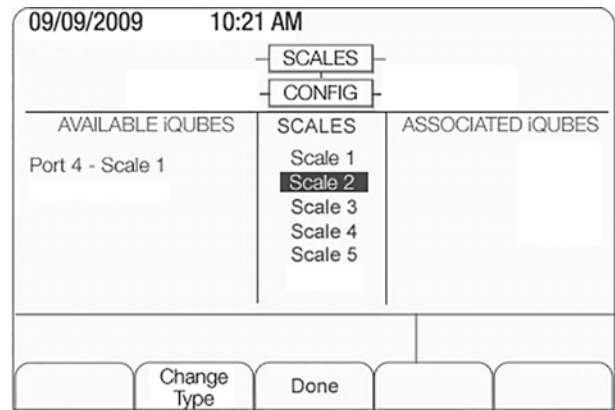 09/09/2009 10:21 AM
SCALES
CONFIG
AVAILABLE iQUBES
SCALES
ASSOCIATED iQUBES
Port 4 - Scale 1
Scale 1
Scale 2
Scale 3
Scale 4
Scale 5
Change
Type
Done